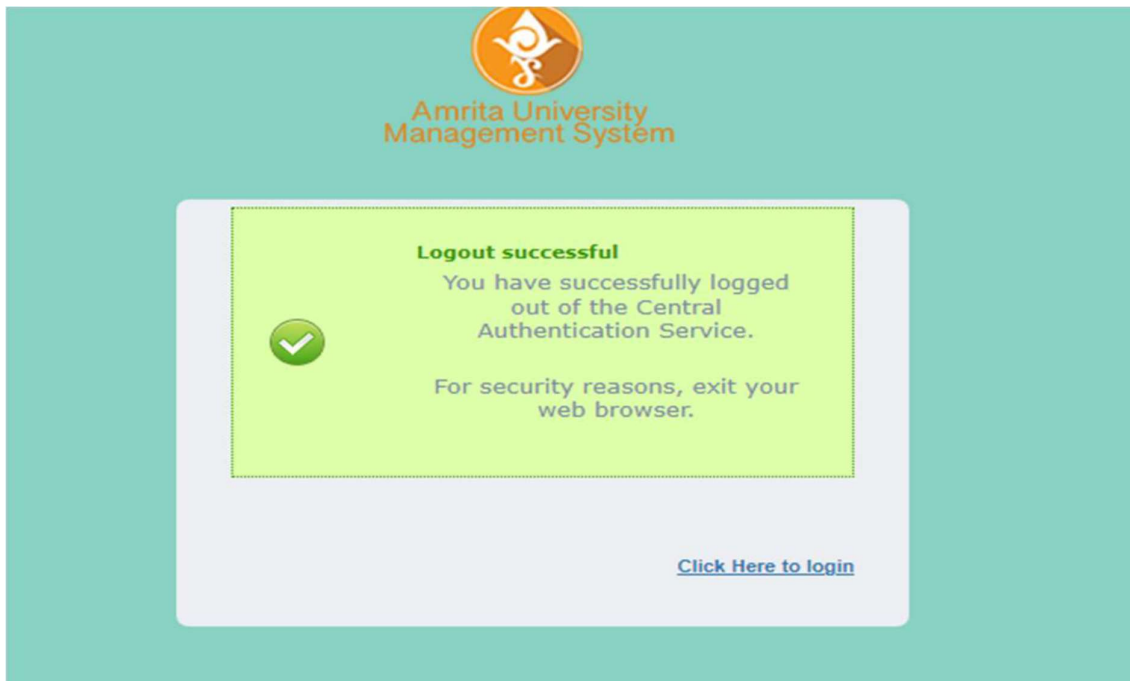 Amrita University
Management System
Logout successful
You have successfully logged
out of the Central
Authentication Service.
For security reasons, exit your
web browser.
Click Here to login